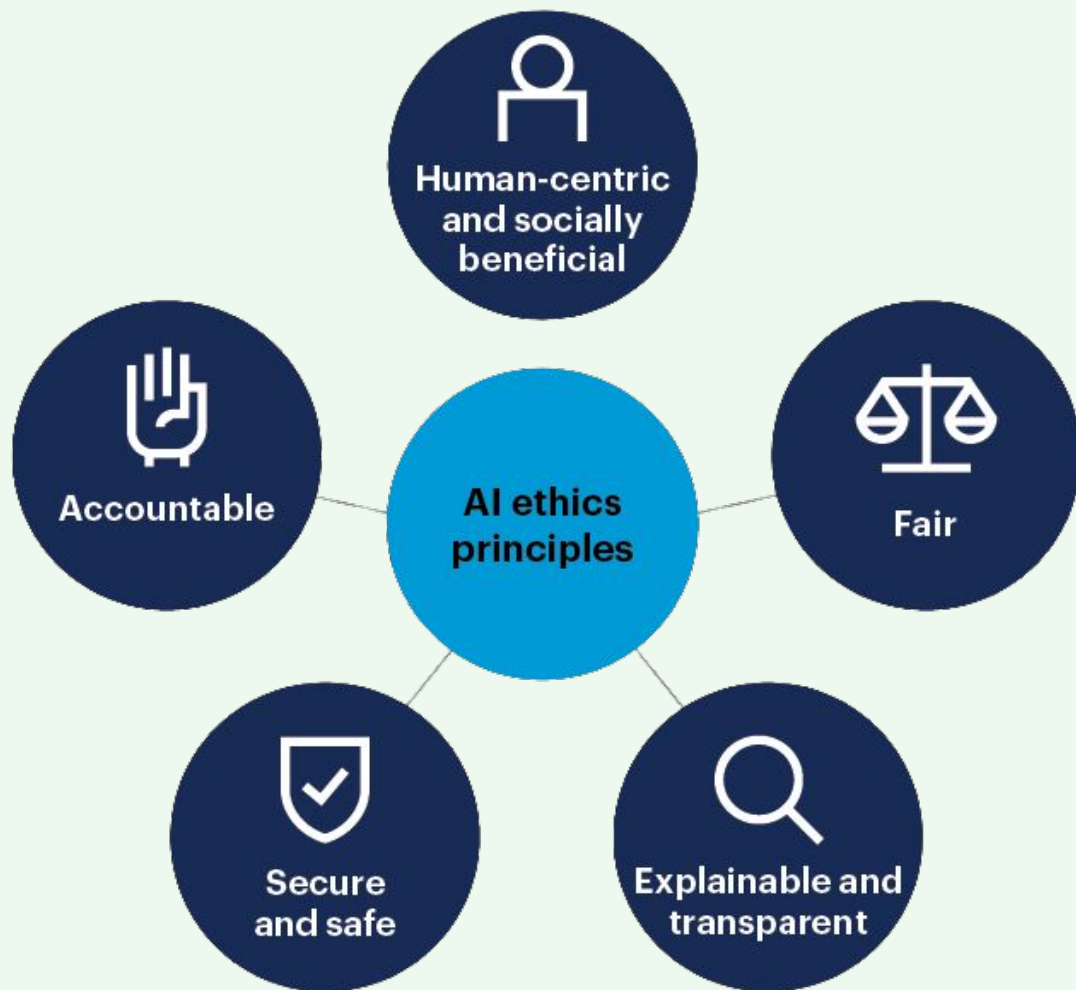 Human-centric
and socially
beneficial
Accountable
AI ethics
principles
Fair
Secure
and safe
Explainable and
transparent